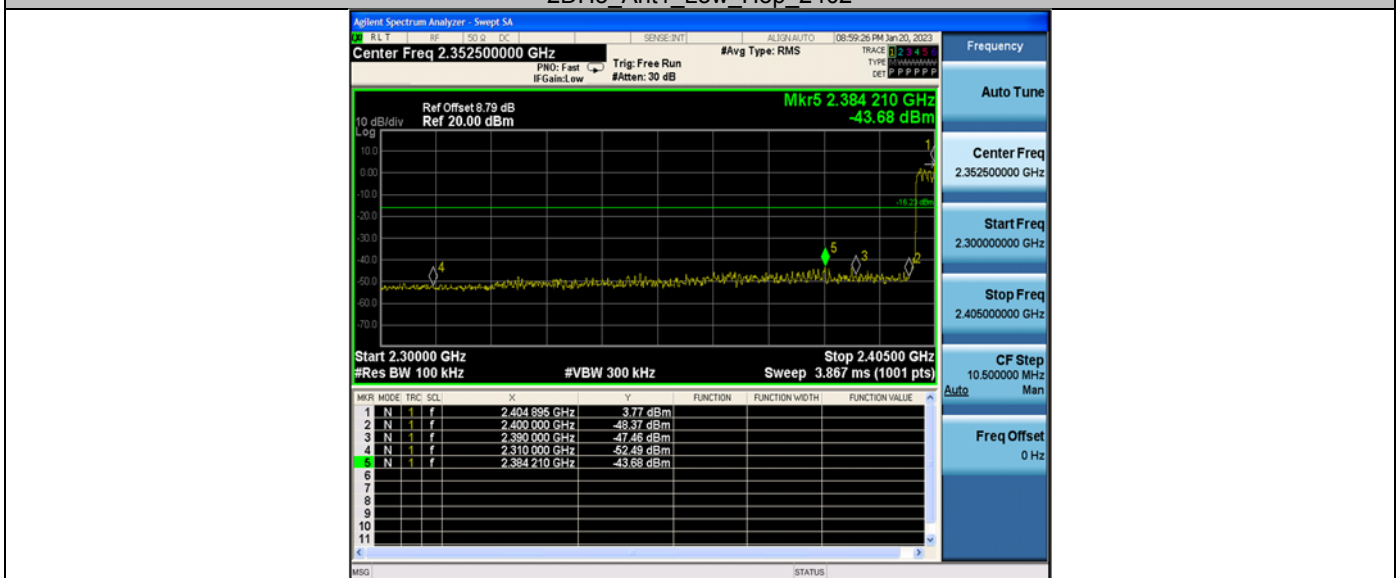 2DH5_Ant1_Low_Hop_2402
Agilent Spectrum Analyzer - Swept SA
RLT RF 50 Ω DC SENSE:INT ALIGN AUTO 08:59:26 PM Jan 20, 2023
Center Freq 2.352500000 GHz
#Avg Type: RMS
TRACE 1 2 3 4 5 6
PNO: Fast Trig: Free Run
TYPE MWWWWW
IFGain:Low #Atten: 30 dB
DET P P P P P P
Frequency
Auto Tune
Mkr5 2.384 210 GHz
-43.68 dBm
Ref Offset 8.79 dB
10 dB/div Ref 20.00 dBm
Log
10.0
0.00
-10.0
-20.0
-30.0
-40.0
-50.0
-60.0
-70.0
1
-16.23 dBm
5
3
2
4
Start 2.30000 GHz Stop 2.40500 GHz
#Res BW 100 kHz #VBW 300 kHz Sweep 3.867 ms (1001 pts)
Center Freq
2.352500000 GHz
Start Freq
2.300000000 GHz
Stop Freq
2.405000000 GHz
CF Step
10.500000 MHz
Auto Man
Freq Offset
0 Hz
MKR MODE TRC SCL X Y FUNCTION FUNCTION WIDTH FUNCTION VALUE
1 N 1 f 2.404 895 GHz 3.77 dBm
2 N 1 f 2.400 000 GHz -48.37 dBm
3 N 1 f 2.390 000 GHz -47.46 dBm
4 N 1 f 2.310 000 GHz -52.49 dBm
5 N 1 f 2.384 210 GHz -43.68 dBm
6
7
8
9
10
11
MSG STATUS